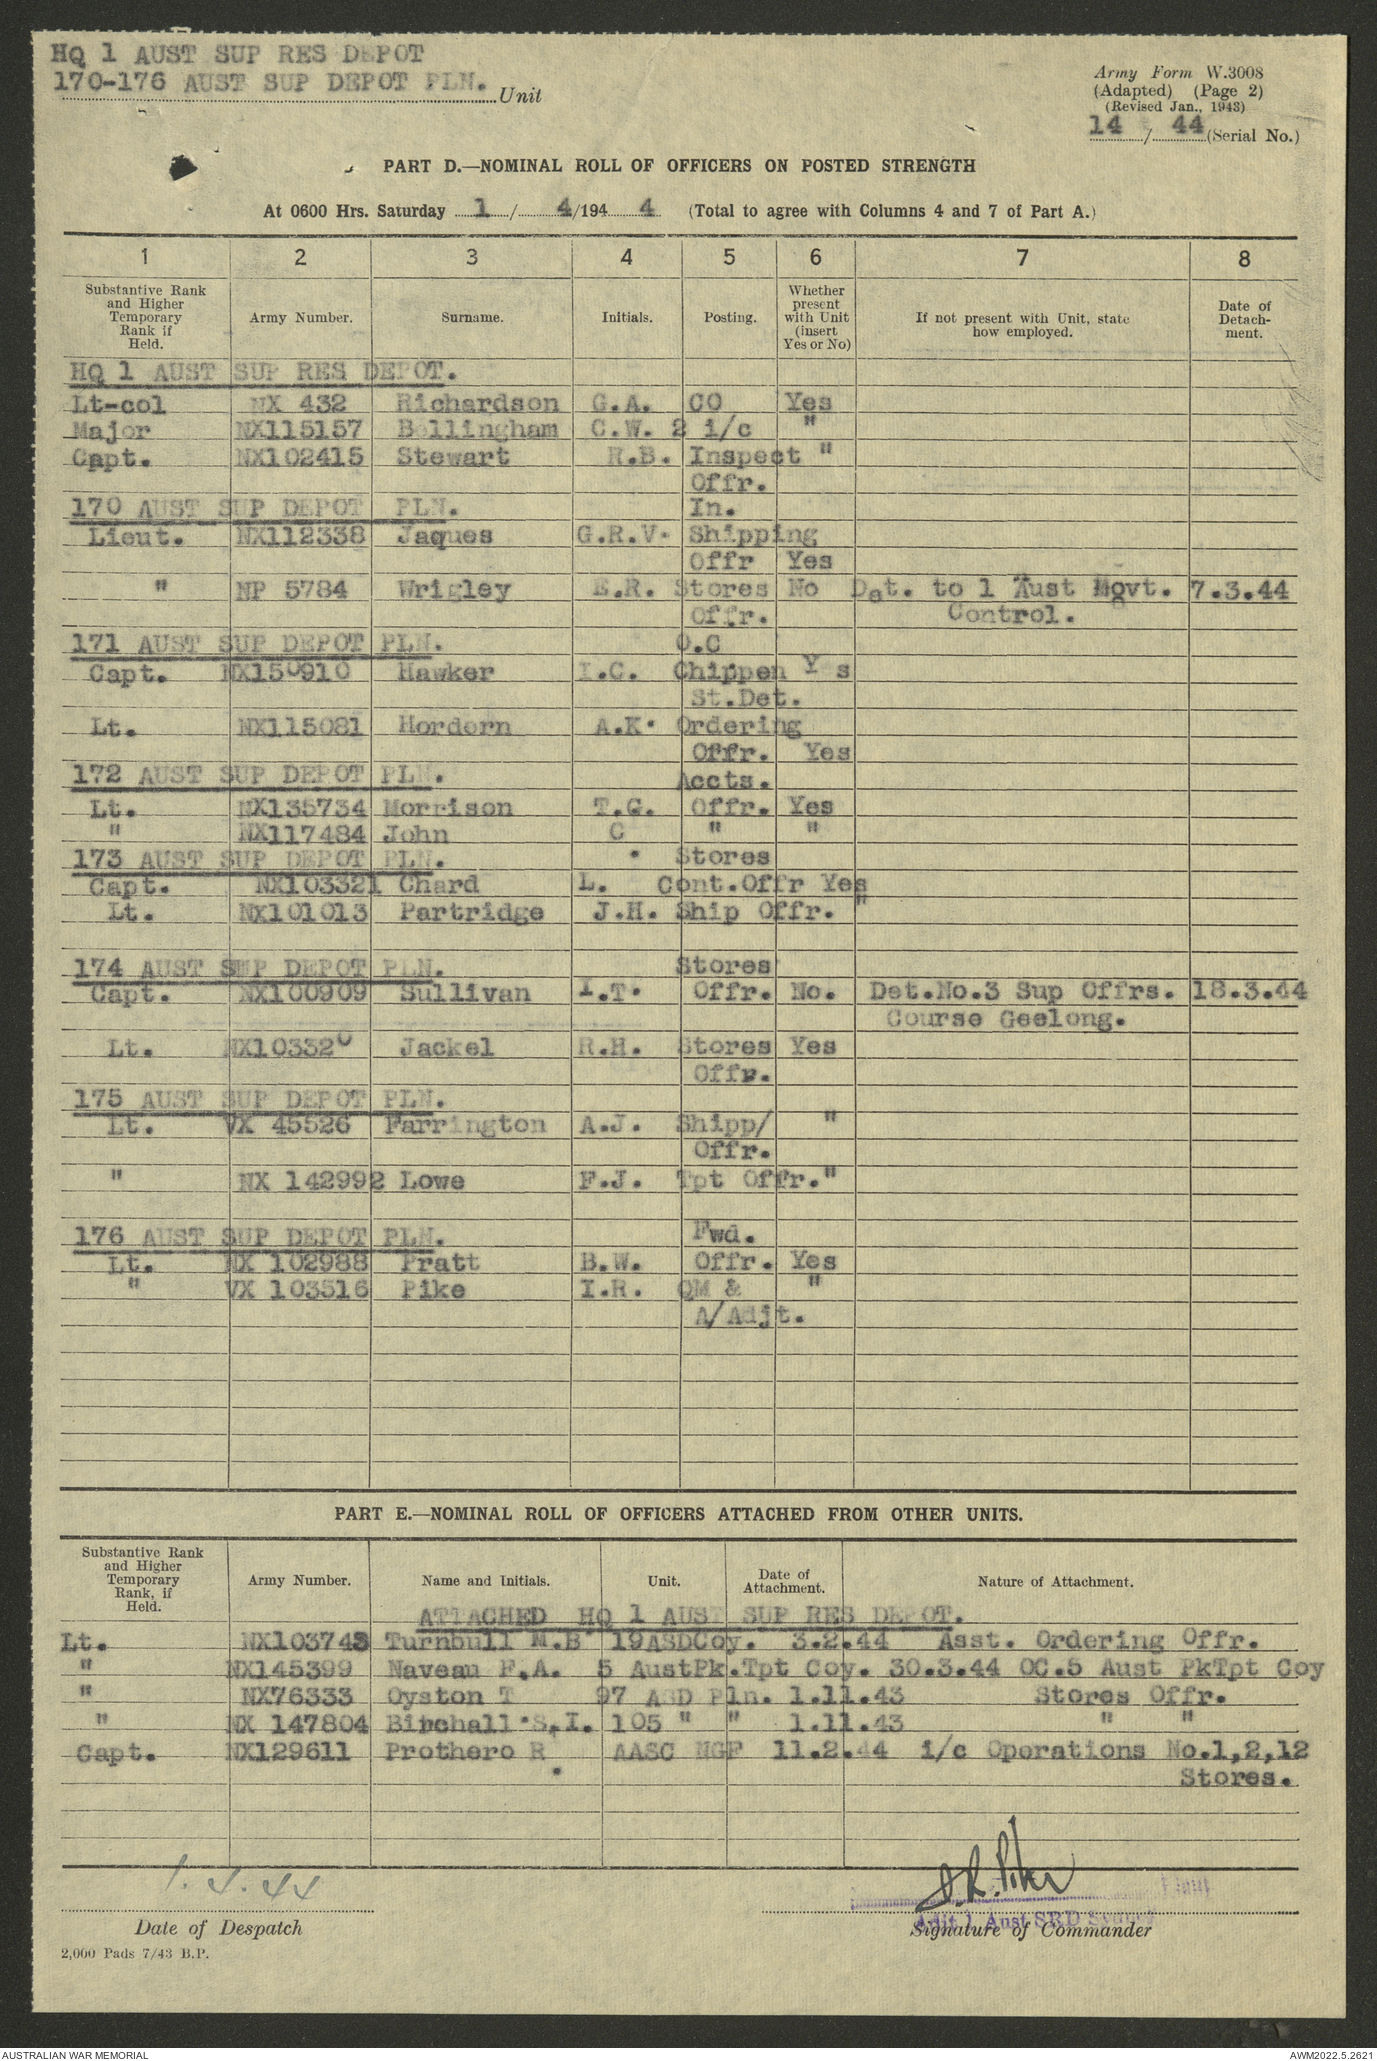 HQ 1 AUST SUP RES DEPOT
170-176 AUST SUP DEPOT PLN. Unit
Army Form W.3008
(Adapted) (Page 2)
(Revised Jan., 1943)
14 / 44 (Serial No.)
PART D.—NOMINAL ROLL OF OFFICERS ON POSTED STRENGTH
At 0600 Hrs. Saturday 1 / 4/194 4 (Total to agree with Columns 4 and 7 of Part A.)
1 2 3 4 5 6 7 8
Substantive Rank and Higher Temporary Rank if Held.
Army Number.
Surname.
Initials.
Posting.
Whether present with Unit (insert Yes or No)
If not present with Unit, state how employed.
Date of Detach-ment.
HQ 1 AUST SUP RES DEPOT.
Lt-col NX 432 Richardson G.A. CO Yes
Major NX115157 Bellingham C.W. 2 i/c "
Capt. NX102415 Stewart R.B. Inspect "
Offr.
170 AUST SUP DEPOT PLN. In.
Lieut. NX112338 Jaques G.R.V. Shipping
Offr Yes
" NP 5784 Wrigley E.R. Stores No Det. to 1 Aust Movt. 7.3.44
Offr. Control.
171 AUST SUP DEPOT PLN. O.C
Capt. NX150910 Hawker I.C. Chippen Y s
St.Det.
Lt. NX115081 Hordern A.K. Ordering
Offr. Yes
172 AUST SUP DEPOT PLN. Accts.
Lt. NX135734 Morrison T.G. Offr. Yes
" NX117484 John C " "
173 AUST SUP DEPOT PLN. . Stores
Capt. NX103321 Chard L. Cont.Offr Yes
Lt. NX101013 Partridge J.H. Ship Offr. "
174 AUST SUP DEPOT PLN. Stores
Capt. NX100909 Sullivan I.T. Offr. No. Det.No.3 Sup Offrs. 18.3.44
Course Geelong.
Lt. NX103320 Jackel R.H. Stores Yes
Offr.
175 AUST SUP DEPOT PLN.
Lt. VX 45526 Farrington A.J. Shipp/ "
Offr.
" NX 142992 Lowe F.J. Tpt Offr."
176 AUST SUP DEPOT PLN. Fwd.
Lt. NX 102988 Pratt B.W. Offr. Yes
" VX 103516 Pike I.R. QM & "
A/Adjt.
PART E.—NOMINAL ROLL OF OFFICERS ATTACHED FROM OTHER UNITS.
Substantive Rank and Higher Temporary Rank, if Held.
Army Number.
Name and Initials.
Unit.
Date of Attachment.
Nature of Attachment.
ATTACHED HQ 1 AUST SUP RES DEPOT.
Lt. NX103743 Turnbull M.B 19ASDCoy. 3.2.44 Asst. Ordering Offr.
" NX145399 Naveau F.A. 5 AustPk.Tpt Coy. 30.3.44 OC.5 Aust PkTpt Coy
" NX76333 Oyston T 97 ASD Pln. 1.11.43 Stores Offr.
" NX 147804 Birchall S.I. 105 " " 1.11.43 " "
Capt. NX129611 Prothero R. AASC NGF 11.2.44 i/c Operations No.1,2,12
Stores.
1.4.44
I.R. Pike
Lieut
Adjt 1 Aust SRD Sydney
Date of Despatch
Signature of Commander
2,000 Pads 7/43 B.P.
AUSTRALIAN WAR MEMORIAL
AWM2022.5.2621